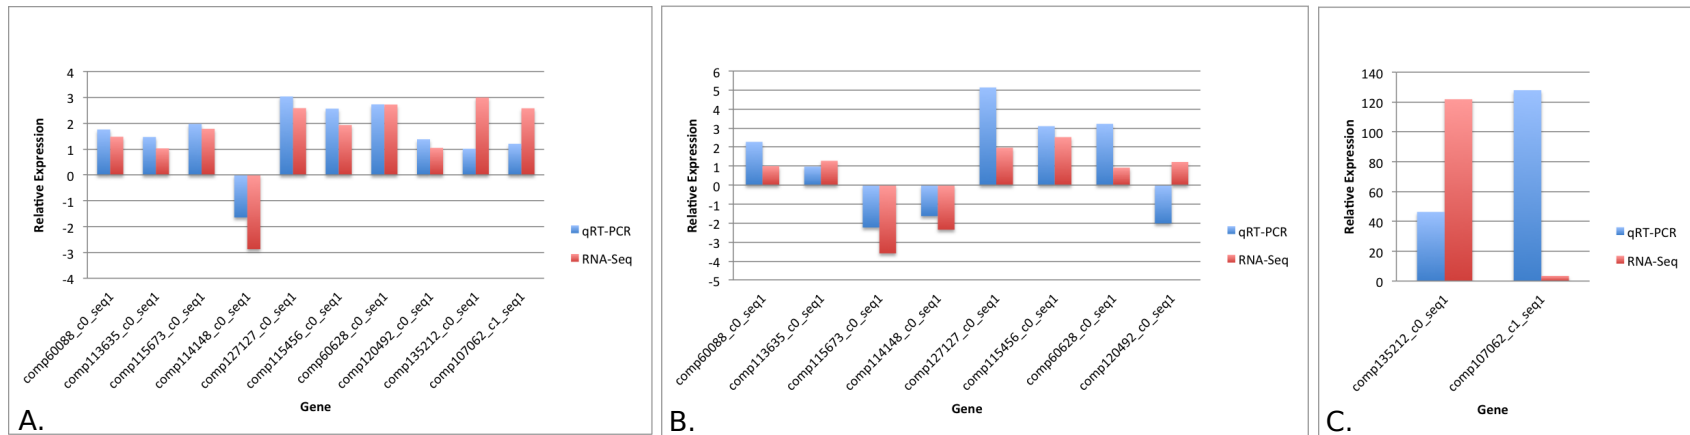 4
3
2
1
0
-1
-2
-3
-4
Relative Expression
comp60088_c0_seq1
comp113635_c0_seq1
comp115673_c0_seq1
comp114148_c0_seq1
comp127127_c0_seq1
comp115456_c0_seq1
comp60628_c0_seq1
comp120492_c0_seq1
comp135212_c0_seq1
comp107062_c1_seq1
Gene
qRT-PCR
RNA-Seq
A.
6
5
4
3
2
1
0
-1
-2
-3
-4
-5
Relative Expression
comp60088_c0_seq1
comp113635_c0_seq1
comp115673_c0_seq1
comp114148_c0_seq1
comp127127_c0_seq1
comp115456_c0_seq1
comp60628_c0_seq1
comp120492_c0_seq1
Gene
qRT-PCR
RNA-Seq
B.
140
120
100
80
60
40
20
0
Relative Expression
comp135212_c0_seq1
comp107062_c1_seq1
Gene
qRT-PCR
RNA-Seq
C.